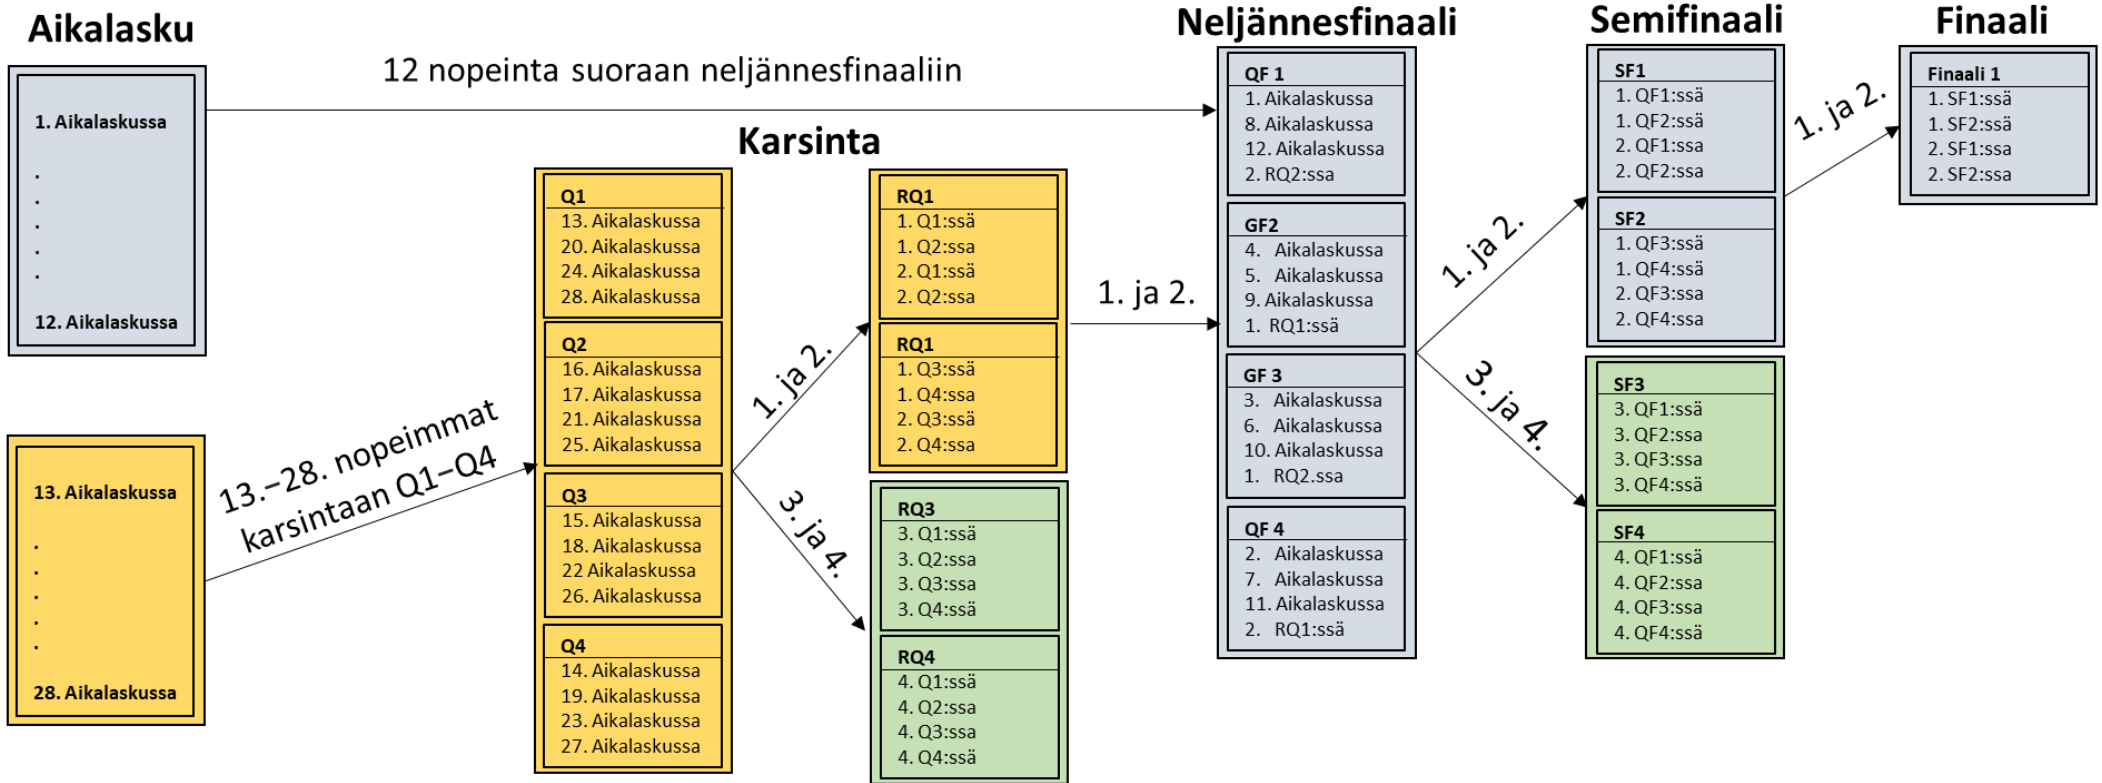 Aikalasku
1. Aikalaskussa
.
.
.
.
.
12. Aikalaskussa
13. Aikalaskussa
.
.
.
.
.
28. Aikalaskussa
12 nopeinta suoraan neljännesfinaaliin
13.–28. nopeimmat
karsintaan Q1–Q4
Karsinta
Q1
13. Aikalaskussa
20. Aikalaskussa
24. Aikalaskussa
28. Aikalaskussa
Q2
16. Aikalaskussa
17. Aikalaskussa
21. Aikalaskussa
25. Aikalaskussa
Q3
15. Aikalaskussa
18. Aikalaskussa
22 Aikalaskussa
26. Aikalaskussa
Q4
14. Aikalaskussa
19. Aikalaskussa
23. Aikalaskussa
27. Aikalaskussa
1. ja 2.
3. ja 4.
RQ1
1. Q1:ssä
1. Q2:ssa
2. Q1:ssä
2. Q2:ssa
RQ1
1. Q3:ssä
1. Q4:ssa
2. Q3:ssä
2. Q4:ssa
RQ3
3. Q1:ssä
3. Q2:ssa
3. Q3:ssa
3. Q4:ssä
RQ4
4. Q1:ssä
4. Q2:ssa
4. Q3:ssa
4. Q4:ssä
1. ja 2.
Neljännesfinaali
QF 1
1. Aikalaskussa
8. Aikalaskussa
12. Aikalaskussa
2. RQ2:ssa
GF2
4. Aikalaskussa
5. Aikalaskussa
9. Aikalaskussa
1. RQ1:ssä
GF 3
3. Aikalaskussa
6. Aikalaskussa
10. Aikalaskussa
1. RQ2.ssa
QF 4
2. Aikalaskussa
7. Aikalaskussa
11. Aikalaskussa
2. RQ1:ssä
1. ja 2.
3. ja 4.
Semifinaali
SF1
1. QF1:ssä
1. QF2:ssa
2. QF1:ssa
2. QF2:ssa
SF2
1. QF3:ssä
1. QF4:ssä
2. QF3:ssa
2. QF4:ssa
SF3
3. QF1:ssä
3. QF2:ssa
3. QF3:ssa
3. QF4:ssä
SF4
4. QF1:ssä
4. QF2:ssa
4. QF3:ssa
4. QF4:ssä
1. ja 2.
Finaali
Finaali 1
1. SF1:ssä
1. SF2:ssa
2. SF1:ssa
2. SF2:ssa